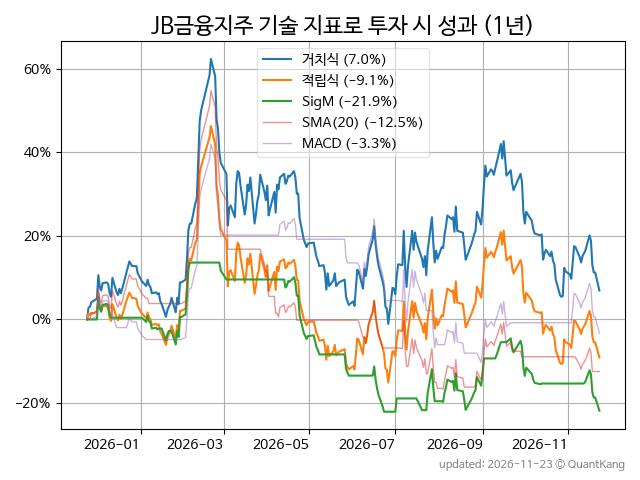 JB금융지주 기술 지표로 투자 시 성과 (1년)
거치식 (7.0%)
적립식 (−9.1%)
SigM (−21.9%)
SMA(20) (−12.5%)
MACD (−3.3%)
60%
40%
20%
0%
−20%
2026-01
2026-03
2026-05
2026-07
2026-09
2026-11
updated: 2026-11-23 ⓒ QuantKang